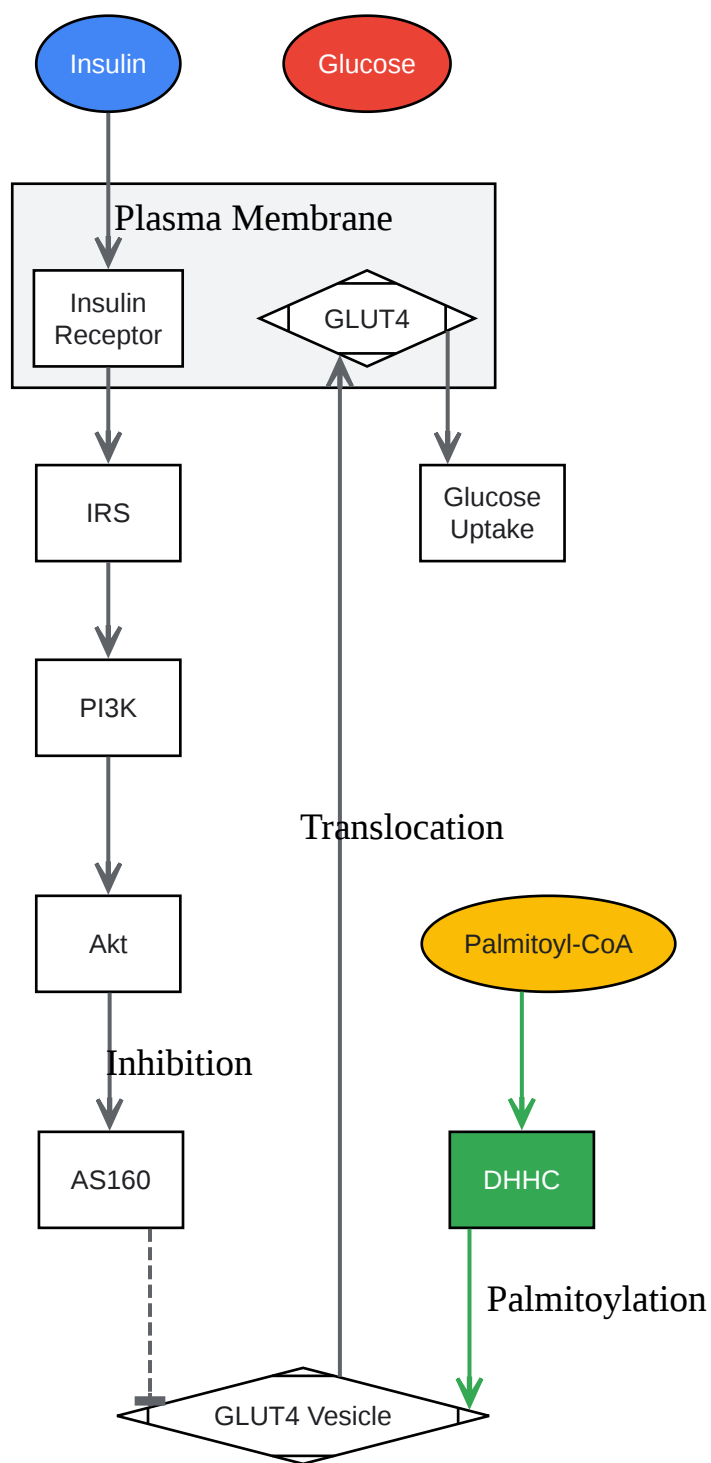 Insulin
Glucose
Plasma Membrane
Insulin
Receptor
GLUT4
IRS
Glucose
Uptake
PI3K
Translocation
Akt
Palmitoyl-CoA
Inhibition
AS160
DHHC
Palmitoylation
GLUT4 Vesicle